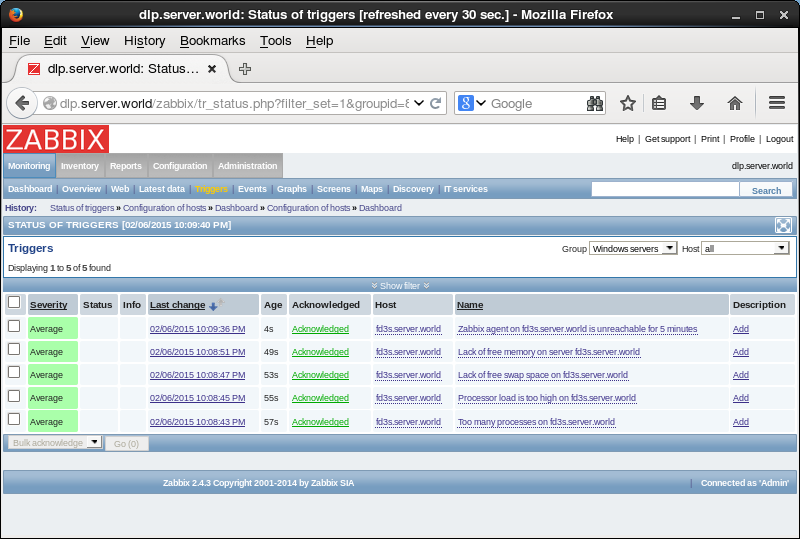 dlp.server.world: Status of triggers [refreshed every 30 sec.] - Mozilla Firefox
File Edit View History Bookmarks Tools Help
dlp.server.world: Status...
dlp.server.world/zabbix/tr_status.php?filter_set=1&groupid=8 Google
ZABBIX
Help | Get support | Print | Profile | Logout
Monitoring Inventory Reports Configuration Administration dlp.server.world
Dashboard | Overview | Web | Latest data | Triggers | Events | Graphs | Screens | Maps | Discovery | IT services Search
History: Status of triggers » Configuration of hosts » Dashboard » Configuration of hosts » Dashboard
STATUS OF TRIGGERS [02/06/2015 10:09:40 PM]
Triggers Group Windows servers Host all
Displaying 1 to 5 of 5 found
Show filter
Severity Status Info Last change Age Acknowledged Host Name Description
Average 02/06/2015 10:09:36 PM 4s Acknowledged fd3s.server.world Zabbix agent on fd3s.server.world is unreachable for 5 minutes Add
Average 02/06/2015 10:08:51 PM 49s Acknowledged fd3s.server.world Lack of free memory on server fd3s.server.world Add
Average 02/06/2015 10:08:47 PM 53s Acknowledged fd3s.server.world Lack of free swap space on fd3s.server.world Add
Average 02/06/2015 10:08:45 PM 55s Acknowledged fd3s.server.world Processor load is too high on fd3s.server.world Add
Average 02/06/2015 10:08:43 PM 57s Acknowledged fd3s.server.world Too many processes on fd3s.server.world Add
Bulk acknowledge Go (0)
Zabbix 2.4.3 Copyright 2001-2014 by Zabbix SIA | Connected as 'Admin'